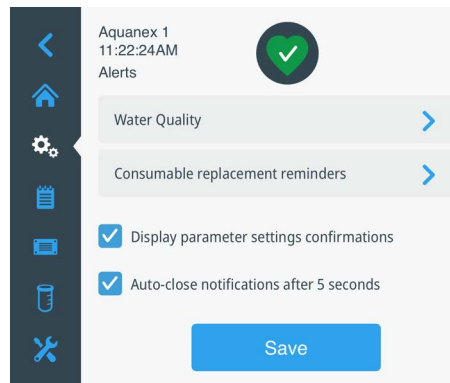 Aquanex 1
11:22:24AM
Alerts
Water Quality
Consumable replacement reminders
Display parameter settings confirmations
Auto-close notifications after 5 seconds
Save